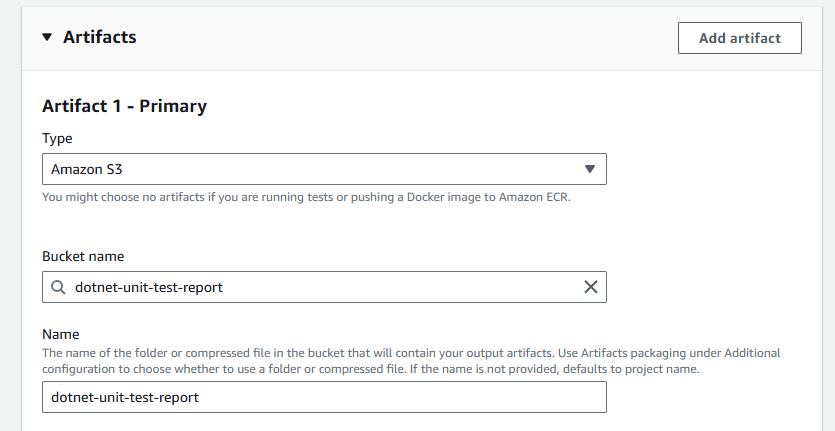 Artifacts
Add artifact
Artifact 1 - Primary
Type
Amazon S3
You might choose no artifacts if you are running tests or pushing a Docker image to Amazon ECR.
Bucket name
dotnet-unit-test-report
Name
The name of the folder or compressed file in the bucket that will contain your output artifacts. Use Artifacts packaging under Additional
configuration to choose whether to use a folder or compressed file. If the name is not provided, defaults to project name.
dotnet-unit-test-report